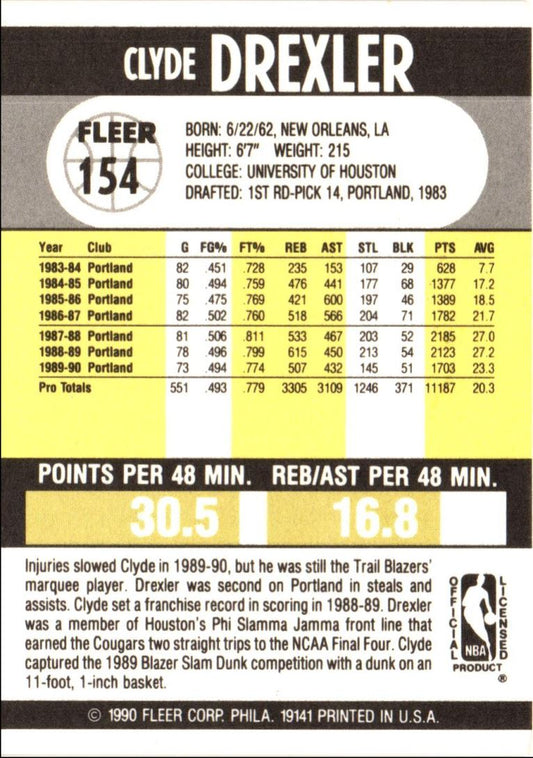 CLYDE DREXLER
FLEER
154
BORN: 6/22/62, NEW ORLEANS, LA
HEIGHT: 6'7" WEIGHT: 215
COLLEGE: UNIVERSITY OF HOUSTON
DRAFTED: 1ST RD-PICK 14, PORTLAND, 1983
Year Club G FG% FT% REB AST STL BLK PTS AVG
1983-84 Portland 82 .451 .728 235 153 107 29 628 7.7
1984-85 Portland 80 .494 .759 476 441 177 68 1377 17.2
1985-86 Portland 75 .475 .769 421 600 197 46 1389 18.5
1986-87 Portland 82 .502 .760 518 566 204 71 1782 21.7
1987-88 Portland 81 .506 .811 533 467 203 52 2185 27.0
1988-89 Portland 78 .496 .799 615 450 213 54 2123 27.2
1989-90 Portland 73 .494 .774 507 432 145 51 1703 23.3
Pro Totals 551 .493 .779 3305 3109 1246 371 11187 20.3
POINTS PER 48 MIN. REB/AST PER 48 MIN.
30.5 16.8
Injuries slowed Clyde in 1989-90, but he was still the Trail Blazers'
marquee player. Drexler was second on Portland in steals and
assists. Clyde set a franchise record in scoring in 1988-89. Drexler
was a member of Houston's Phi Slamma Jamma front line that
earned the Cougars two straight trips to the NCAA Final Four. Clyde
captured the 1989 Blazer Slam Dunk competition with a dunk on an
11-foot, 1-inch basket.
OFFICIAL
LICENSED
NBA
PRODUCT
®
© 1990 FLEER CORP. PHILA. 19141 PRINTED IN U.S.A.